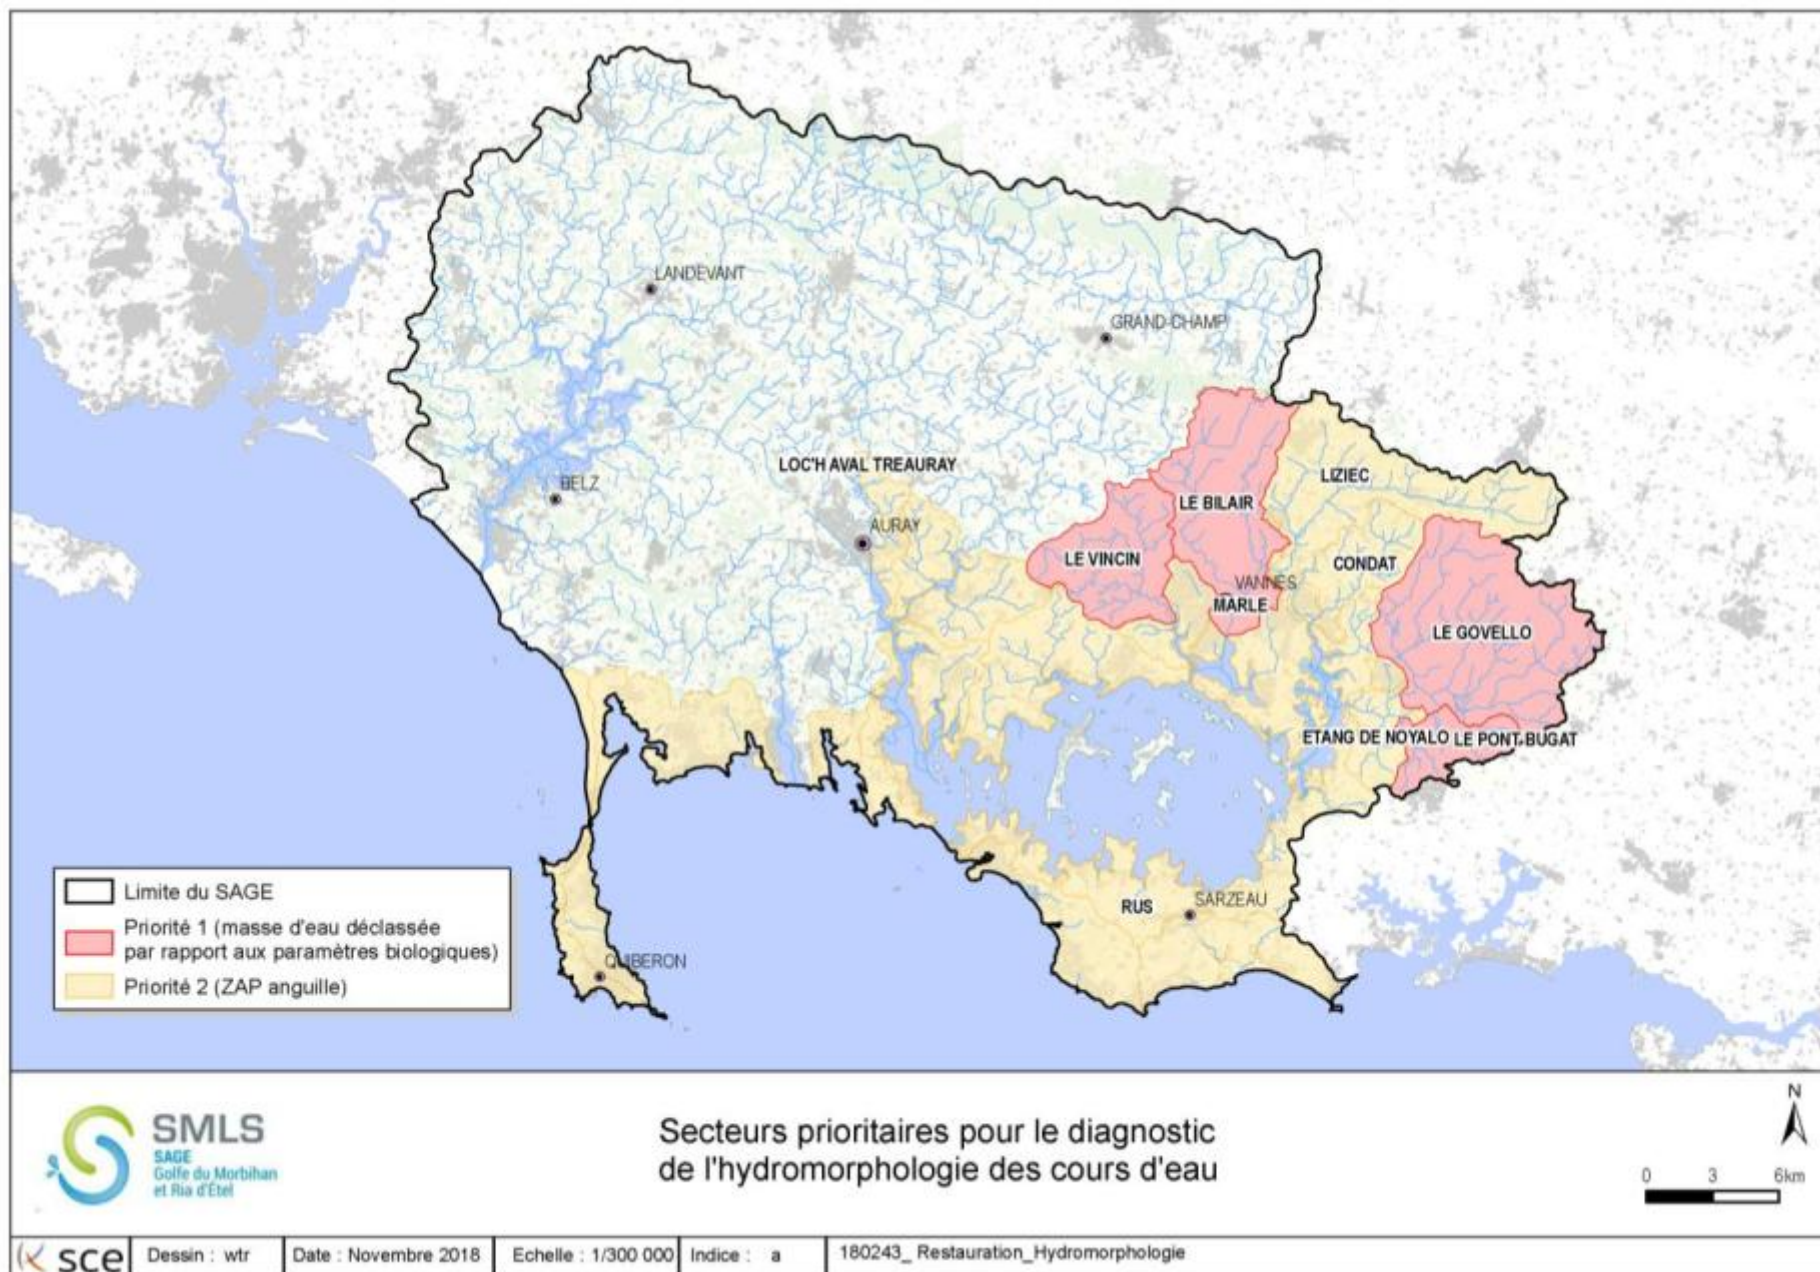 LANDEVANT
GRAND-CHAMP
LOC'H AVAL TREAURAY
LIZIEC
BELZ
LE BILAIR
AURAY
LE VINCIN
CONDAT
VANNES
MARLE
LE GOVELLO
ETANG DE NOYALO
LE PONT-BUGAT
RUS
SARZEAU
QUIBERON
Limite du SAGE
Priorité 1 (masse d'eau déclassée
par rapport aux paramètres biologiques)
Priorité 2 (ZAP anguille)
SMLS
SAGE
Golfe du Morbihan
et Ria d'Étel
Secteurs prioritaires pour le diagnostic
de l'hydromorphologie des cours d'eau
N
0 3 6km
sce
Dessin : wtr
Date : Novembre 2018
Echelle : 1/300 000
Indice : a
180243_ Restauration_Hydromorphologie